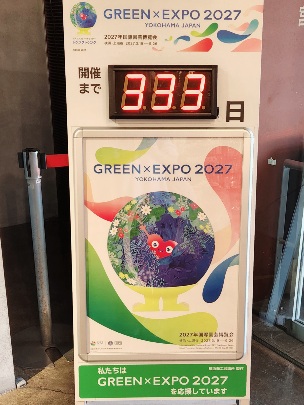 GREEN×EXPO 2027
YOKOHAMA JAPAN
2027年国際園芸博覧会
開催
まで
333
日
GREEN×EXPO 2027
YOKOHAMA JAPAN
2027年国際園芸博覧会
私たちは
GREEN×EXPO 2027
を応援しています